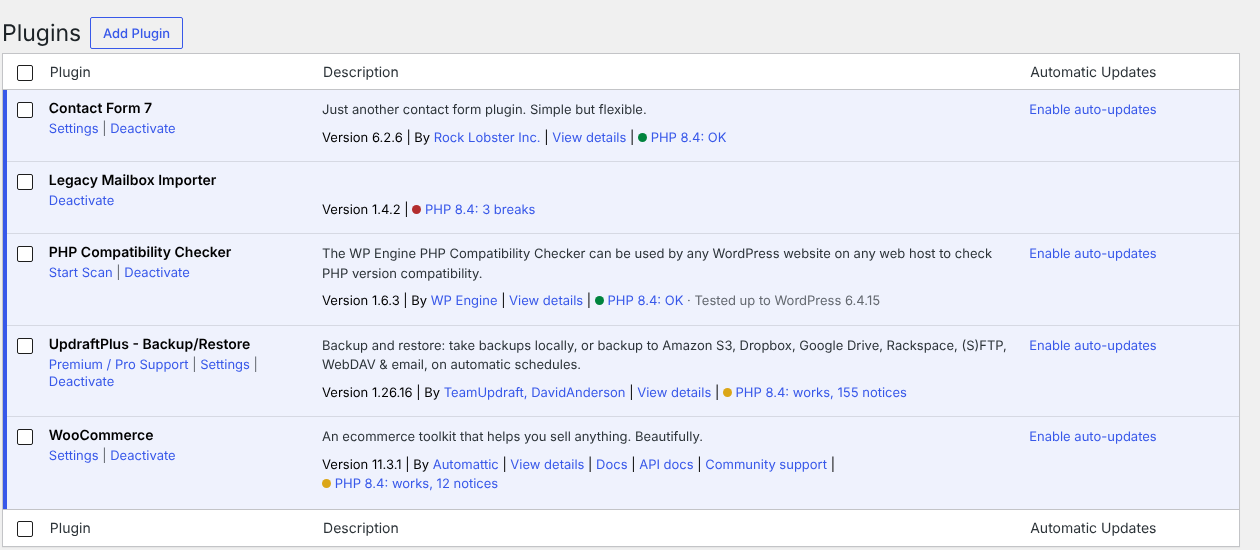 Plugins Add Plugin
Plugin Description Automatic Updates
Contact Form 7 Just another contact form plugin. Simple but flexible. Enable auto-updates
Settings | Deactivate
Version 6.2.6 | By Rock Lobster Inc. | View details | PHP 8.4: OK
Legacy Mailbox Importer
Deactivate
Version 1.4.2 | PHP 8.4: 3 breaks
PHP Compatibility Checker The WP Engine PHP Compatibility Checker can be used by any WordPress website on any web host to check Enable auto-updates
Start Scan | Deactivate PHP version compatibility.
Version 1.6.3 | By WP Engine | View details | PHP 8.4: OK · Tested up to WordPress 6.4.15
UpdraftPlus - Backup/Restore Backup and restore: take backups locally, or backup to Amazon S3, Dropbox, Google Drive, Rackspace, (S)FTP, Enable auto-updates
Premium / Pro Support | Settings | WebDAV & email, on automatic schedules.
Deactivate
Version 1.26.16 | By TeamUpdraft, DavidAnderson | View details | PHP 8.4: works, 155 notices
WooCommerce An ecommerce toolkit that helps you sell anything. Beautifully. Enable auto-updates
Settings | Deactivate
Version 11.3.1 | By Automattic | View details | Docs | API docs | Community support |
PHP 8.4: works, 12 notices
Plugin Description Automatic Updates